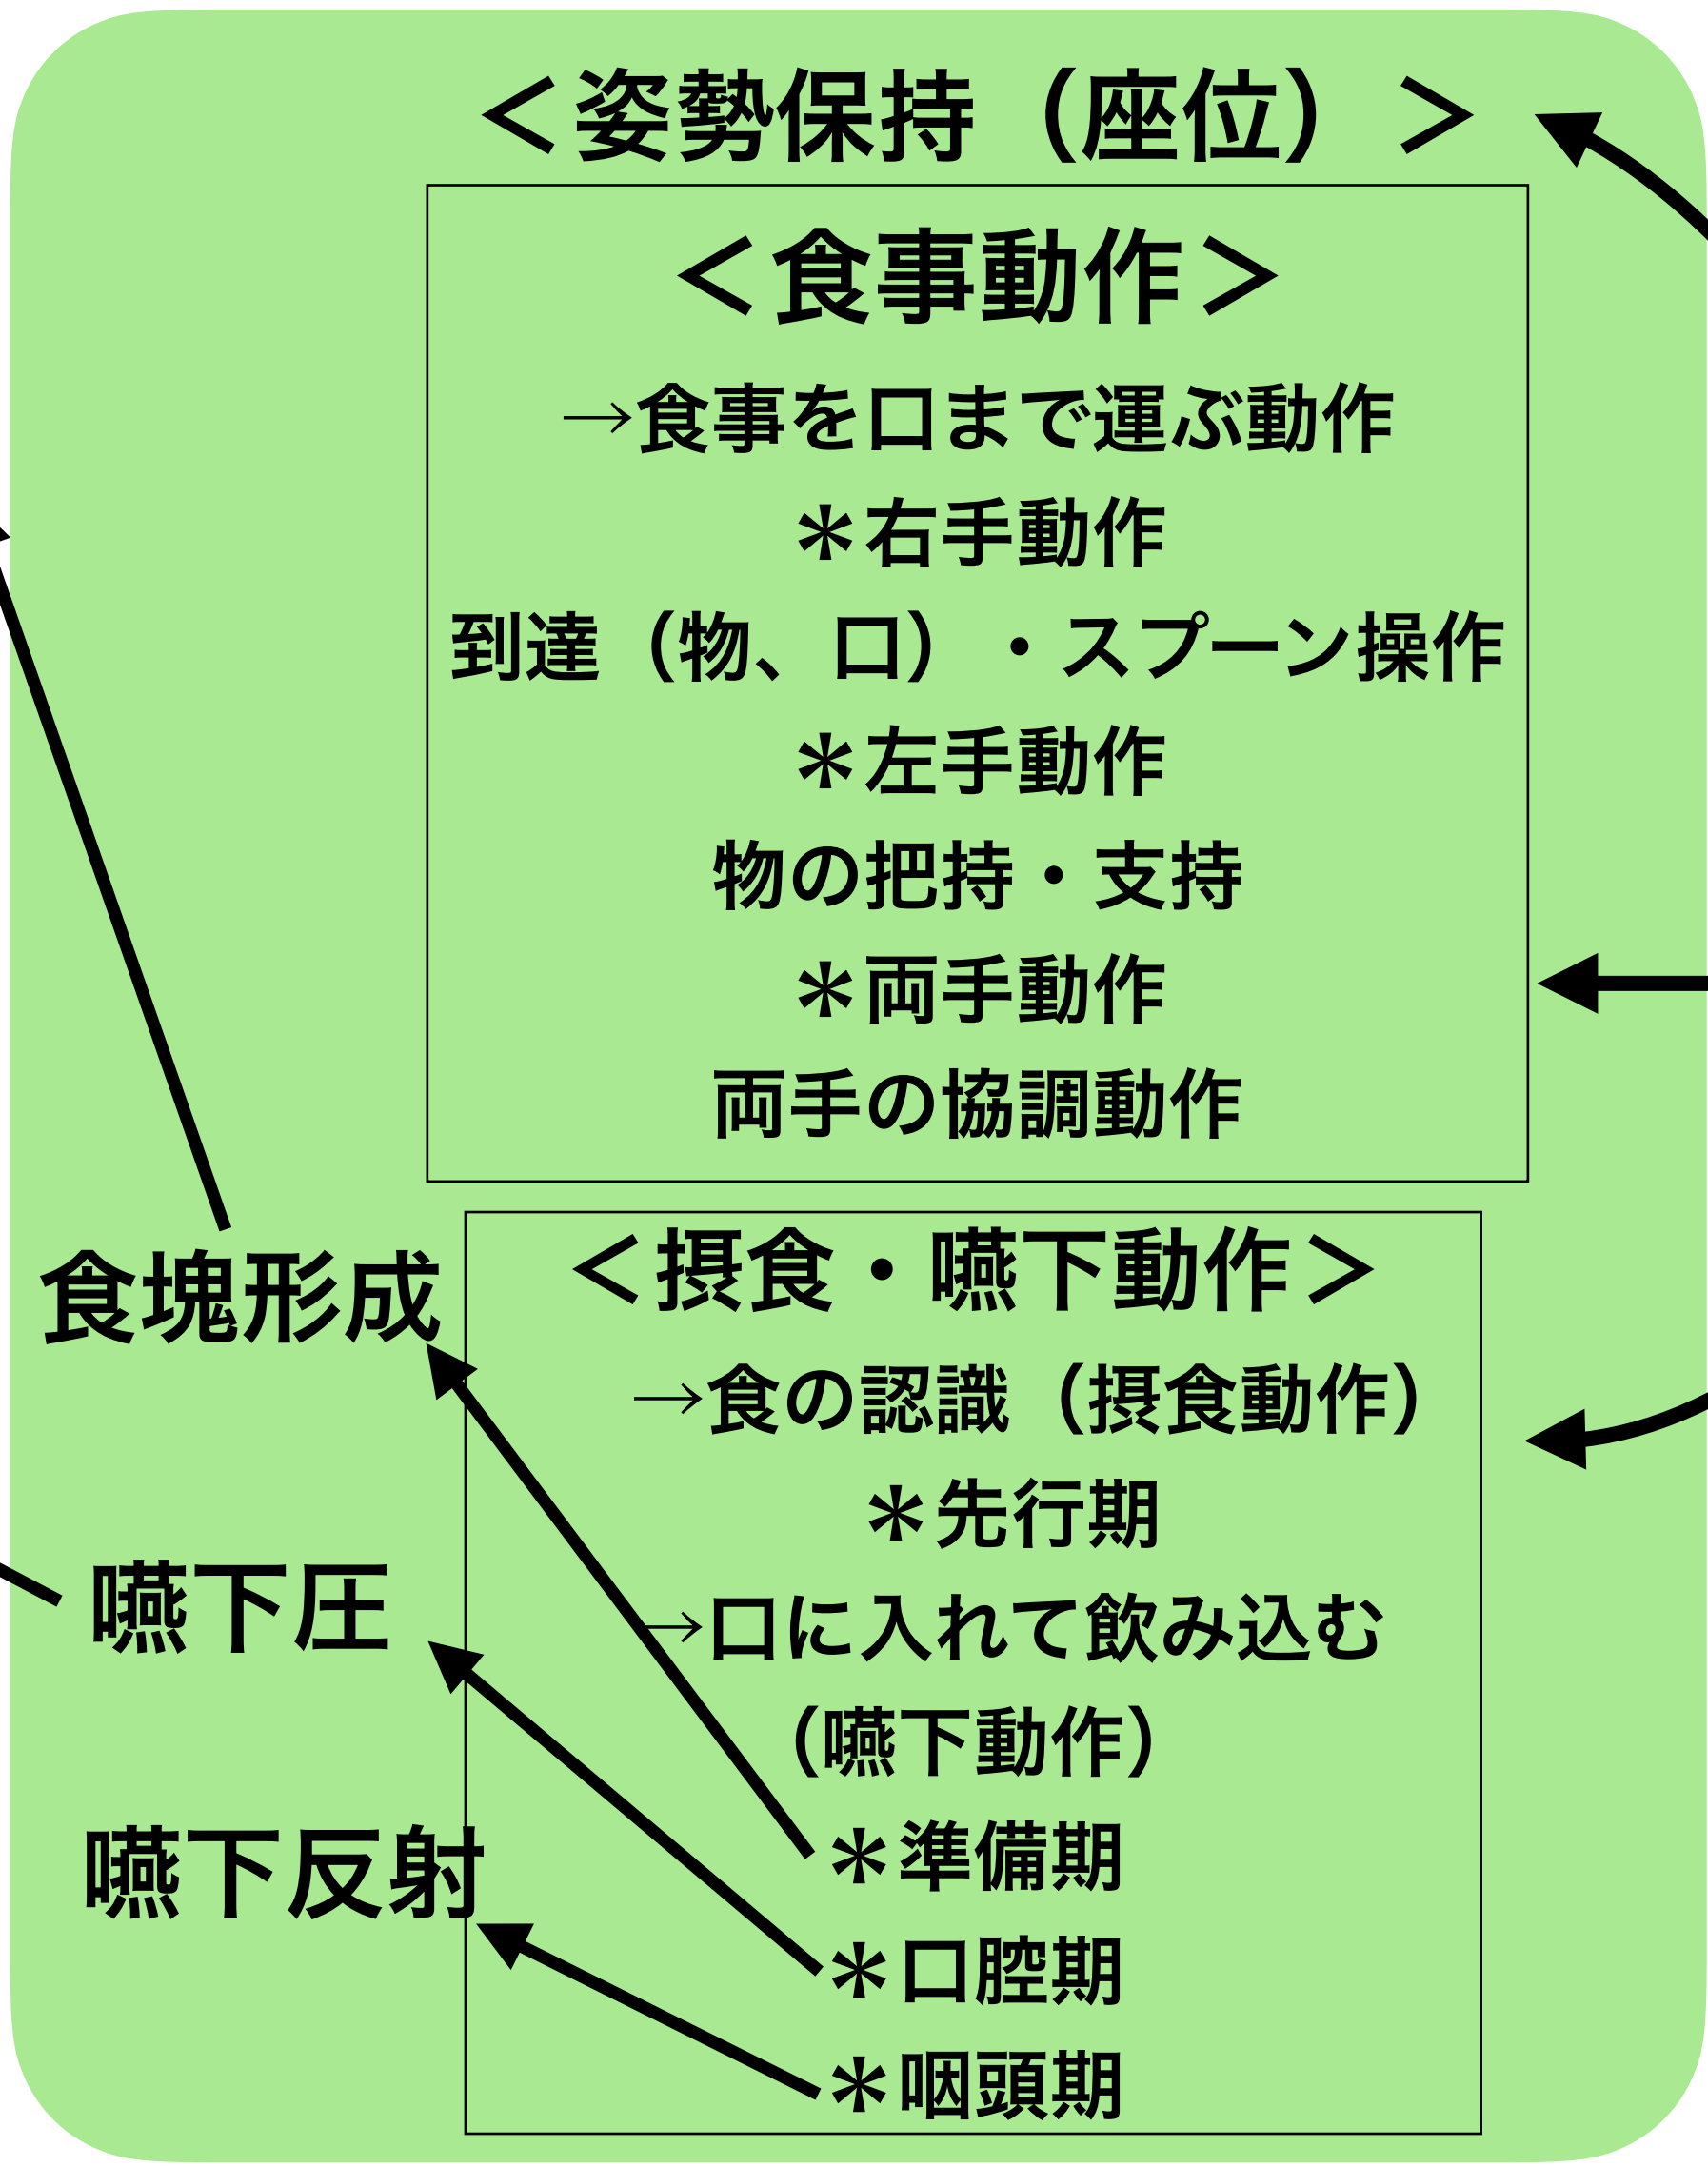 ＜姿勢保持（座位）＞
＜食事動作＞
→食事を口まで運ぶ動作
＊右手動作
到達（物、口）・スプーン操作
＊左手動作
物の把持・支持
＊両手動作
両手の協調動作
食塊形成
嚥下圧
嚥下反射
＜摂食・嚥下動作＞
→食の認識（摂食動作）
＊先行期
→口に入れて飲み込む
（嚥下動作）
＊準備期
＊口腔期
＊咽頭期